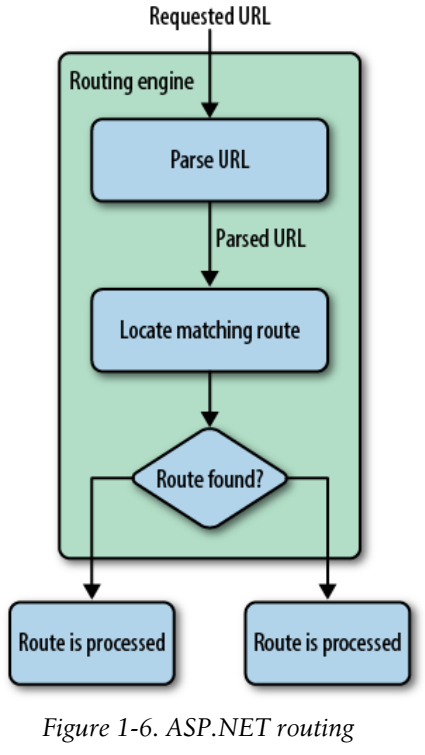 Requested URL
Routing engine
Parse URL
Parsed URL
Locate matching route
Route found?
Route is processed
Route is processed
Figure 1-6. ASP.NET routing